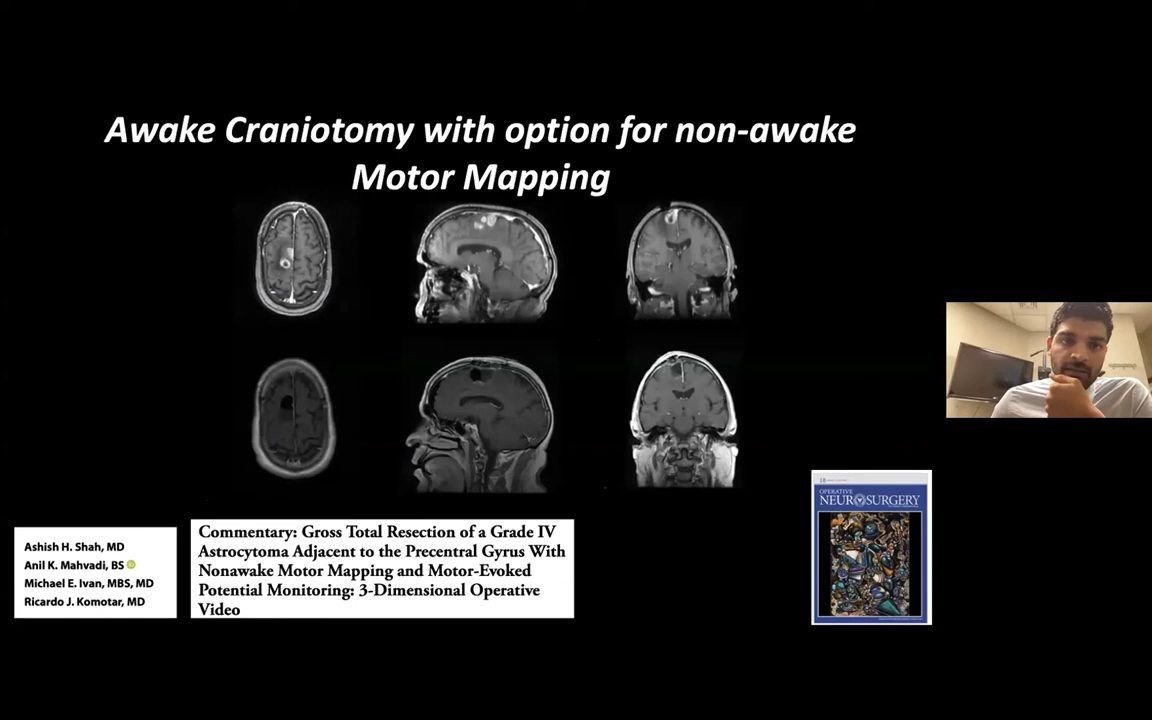 Awake Craniotomy with option for non-awake
Motor Mapping
Ashish H. Shah, MD
Anil K. Mahvadi, BS
Michael E. Ivan, MBS, MD
Ricardo J. Komotar, MD
Commentary: Gross Total Resection of a Grade IV
Astrocytoma Adjacent to the Precentral Gyrus With
Nonawake Motor Mapping and Motor-Evoked
Potential Monitoring: 3-Dimensional Operative
Video
OPERATIVE
NEUROSURGERY